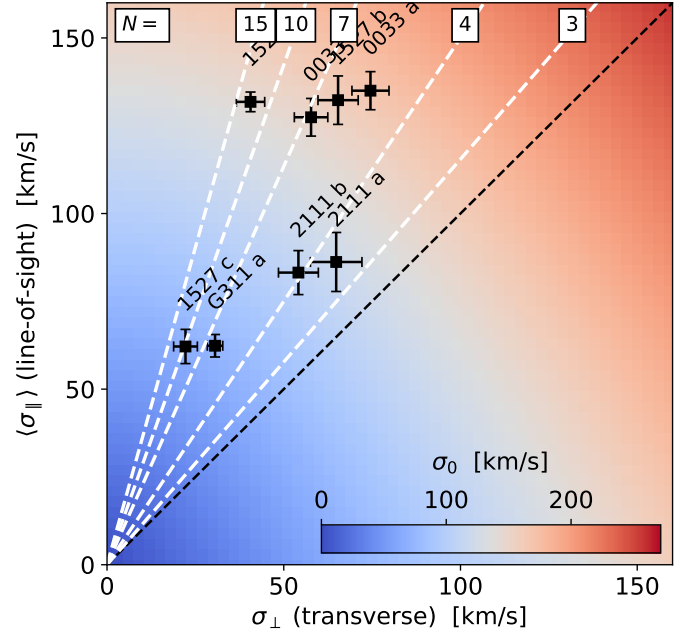 N = 15 10 7 4 3
0033 1527 b 0033 a
2111 b 2111 a
1527 c G311 a
150
100
50
0
⟨σ∥⟩ (line-of-sight) [km/s]
σ0 [km/s]
0 100 200
0 50 100 150
σ⊥ (transverse) [km/s]